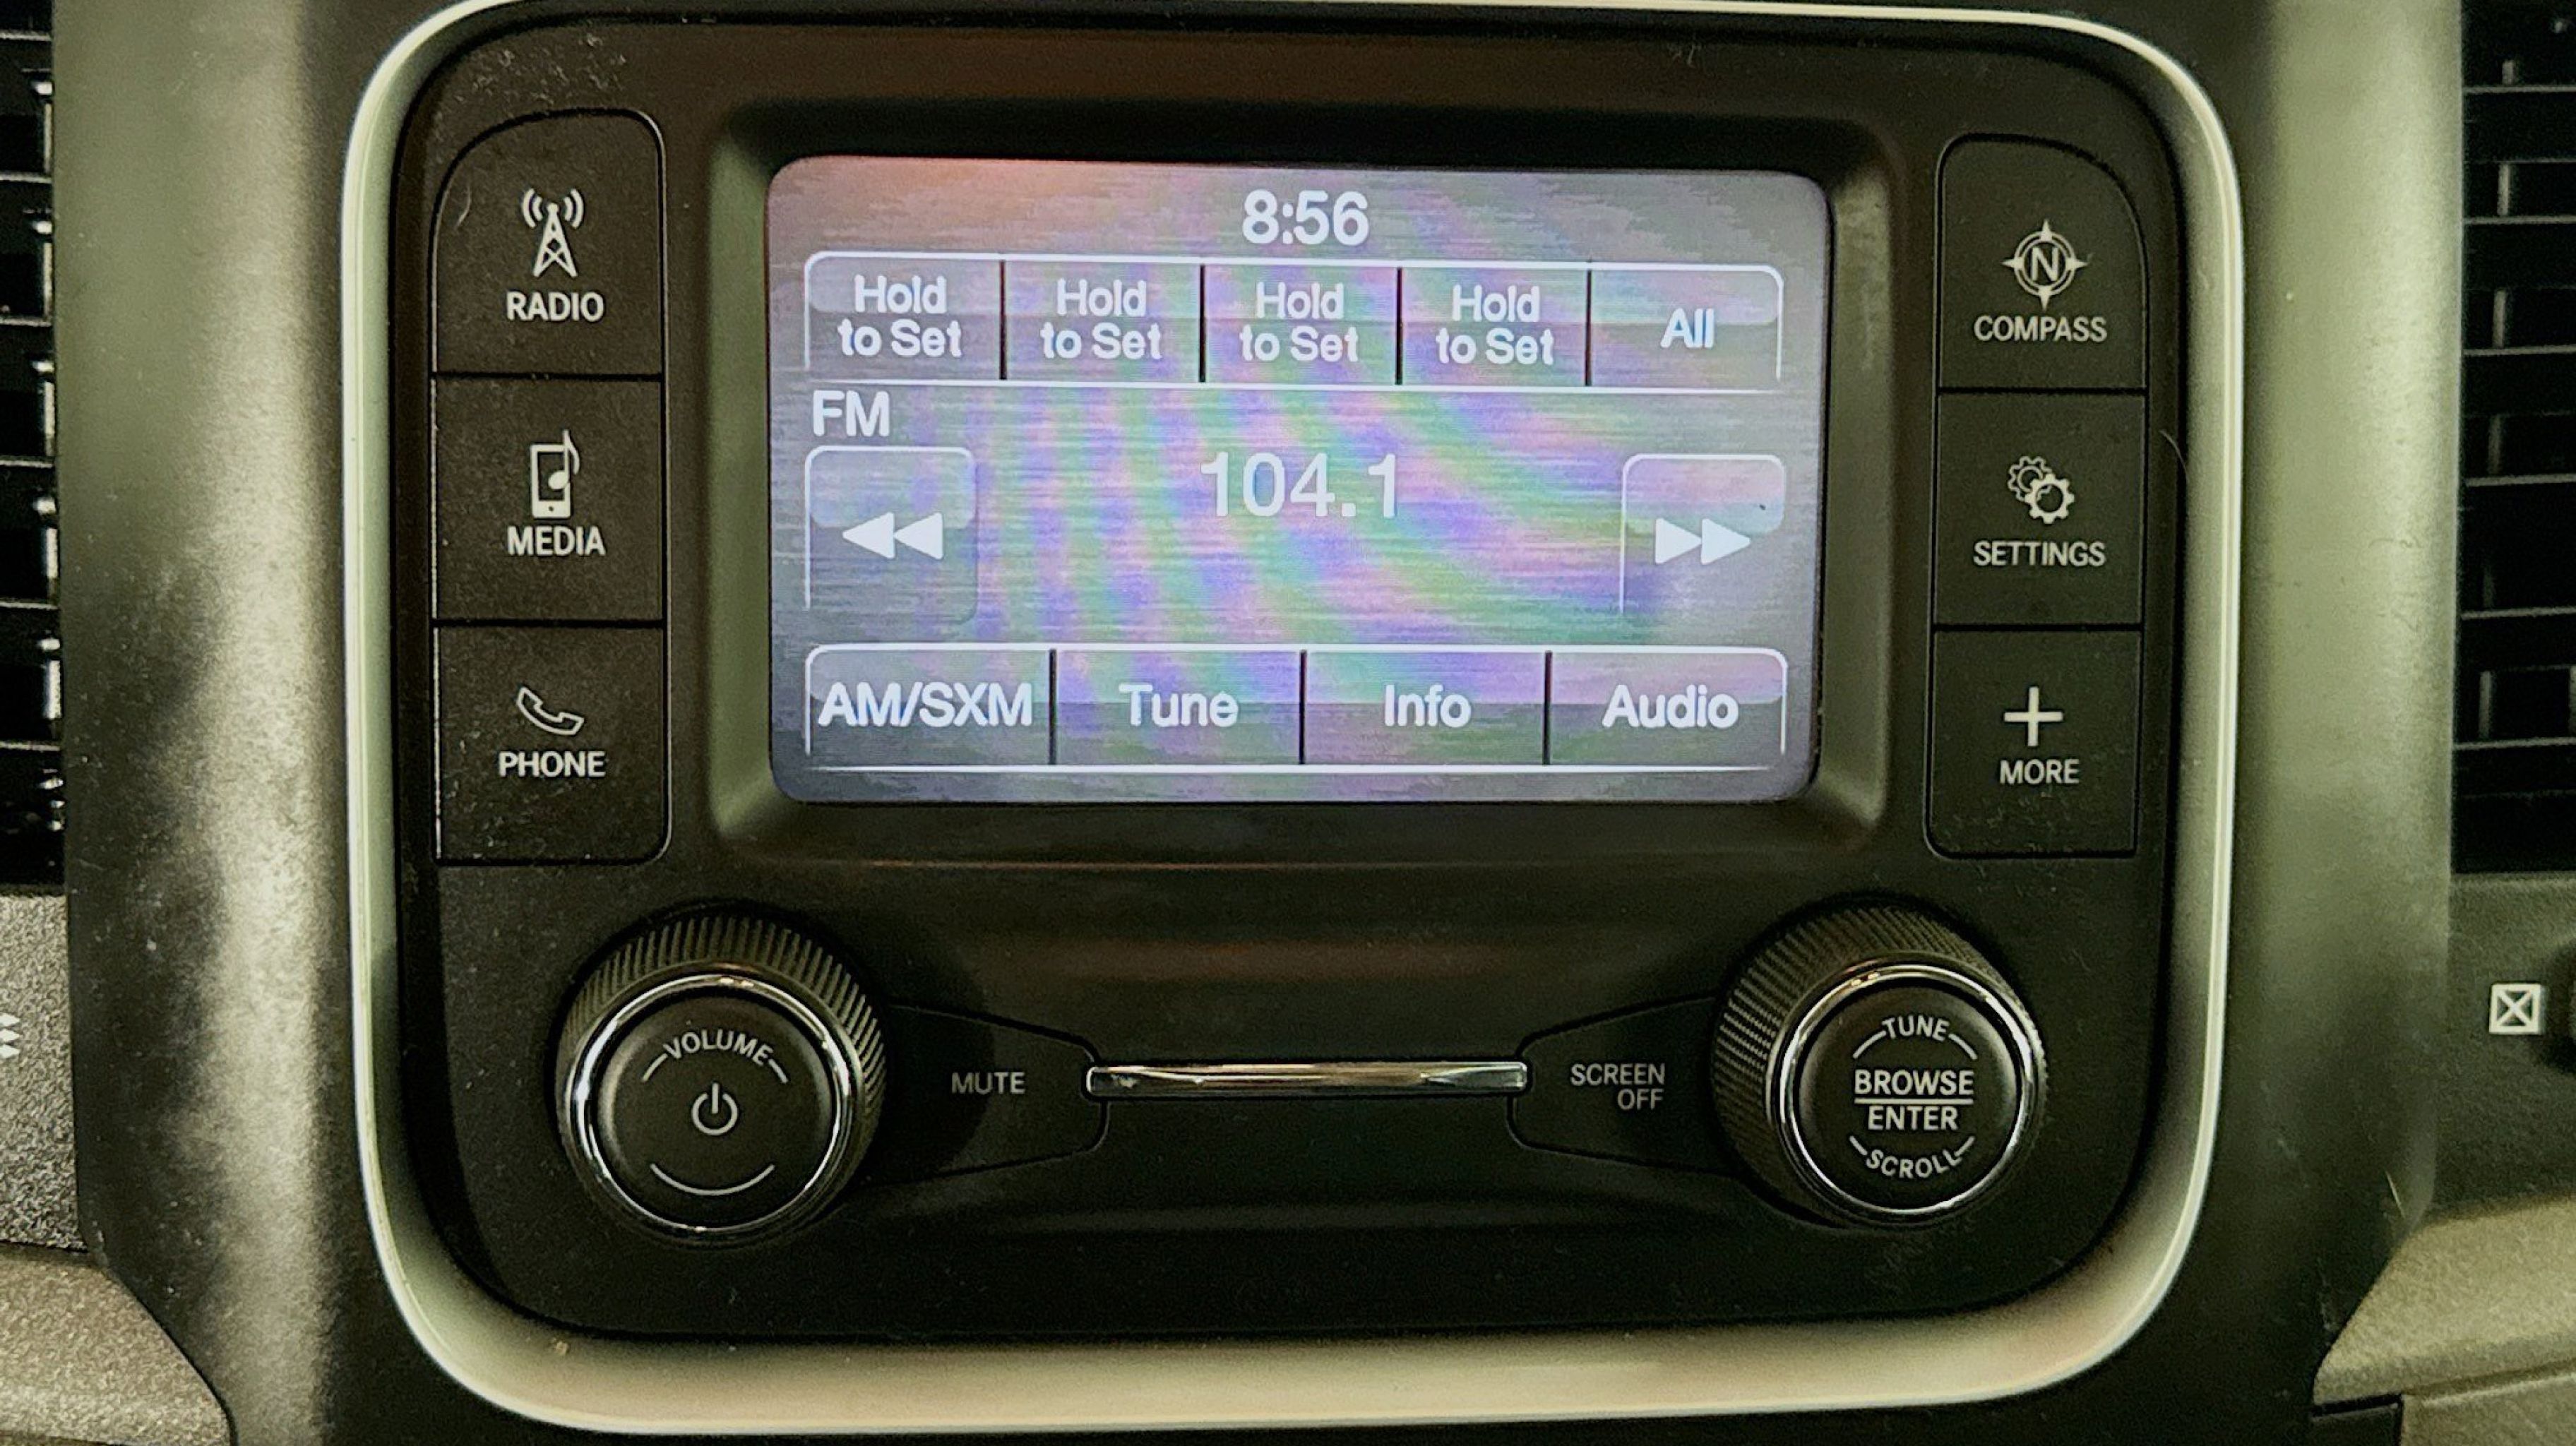 8:56
Hold to Set
Hold to Set
Hold to Set
Hold to Set
All
FM
104.1
AM/SXM
Tune
Info
Audio
RADIO
MEDIA
PHONE
N
COMPASS
SETTINGS
MORE
VOLUME
MUTE
SCREEN
OFF
TUNE
BROWSE
ENTER
SCROLL